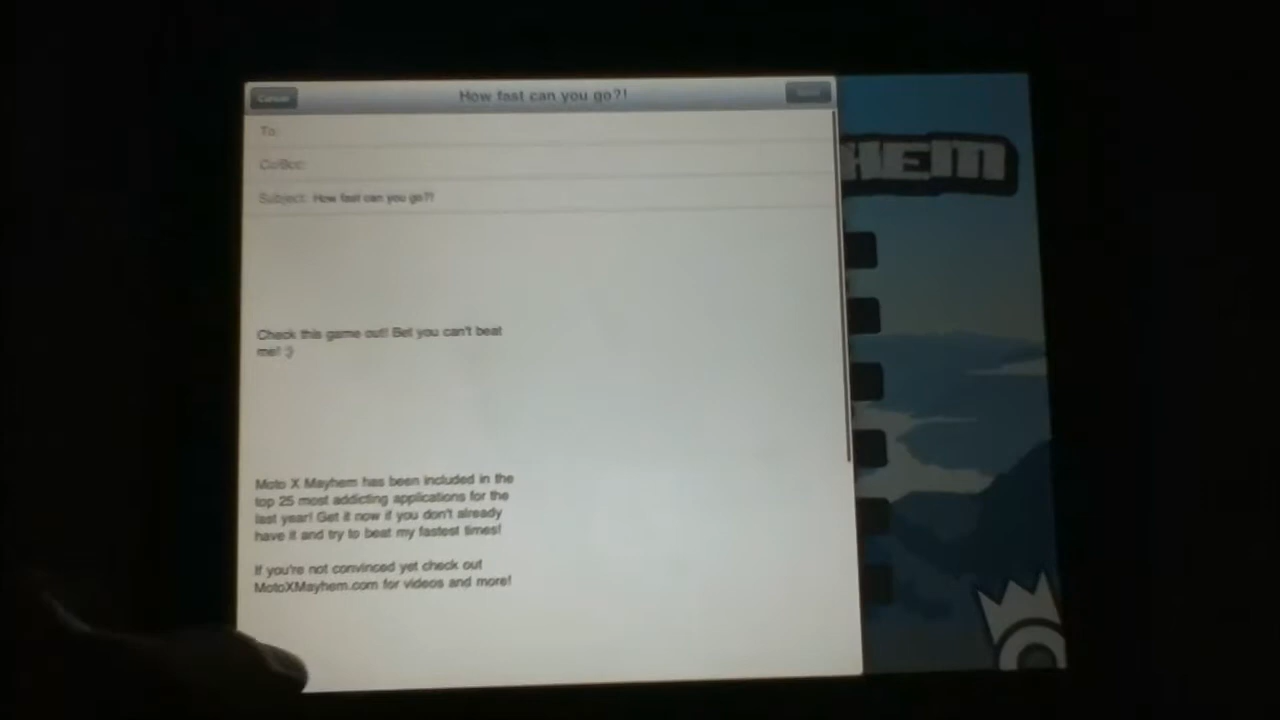 Cancel
How fast can you go?!
To:
Cc/Bcc:
Subject: How fast can you go?!
HEM
Check this game out! Bet you can't beat
me! :)
Moto X Mayhem has been included in the
top 25 most addicting applications for the
last year! Get it now if you don't already
have it and try to beat my fastest times!
If you're not convinced yet check out
MotoXMayhem.com for videos and more!